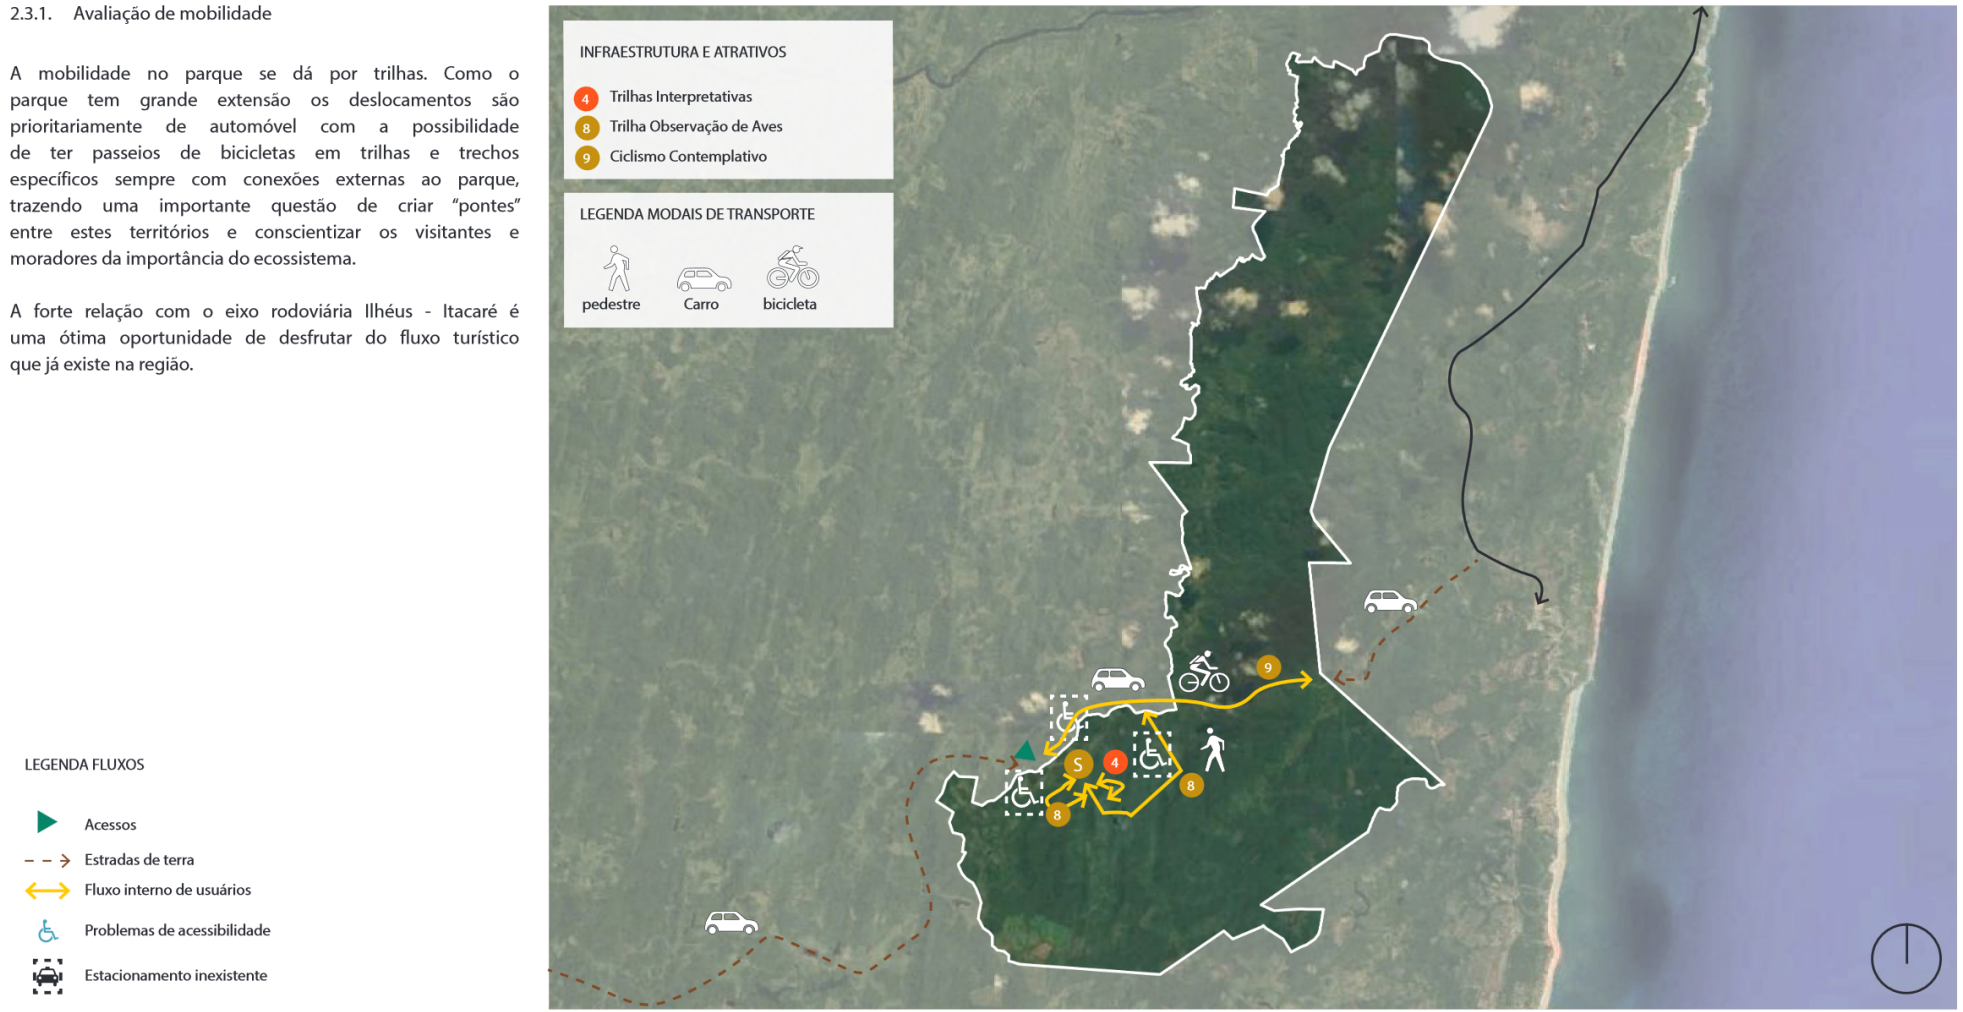 2.3.1. Avaliação de mobilidade
A mobilidade no parque se dá por trilhas. Como o
parque tem grande extensão os deslocamentos são
prioritariamente de automóvel com a possibilidade
de ter passeios de bicicletas em trilhas e trechos
específicos sempre com conexões externas ao parque,
trazendo uma importante questão de criar “pontes”
entre estes territórios e conscientizar os visitantes e
moradores da importância do ecossistema.
A forte relação com o eixo rodoviária Ilhéus - Itacaré é
uma ótima oportunidade de desfrutar do fluxo turístico
que já existe na região.
LEGENDA FLUXOS
Acessos
Estradas de terra
Fluxo interno de usuários
Problemas de acessibilidade
Estacionamento inexistente
INFRAESTRUTURA E ATRATIVOS
4 Trilhas Interpretativas
8 Trilha Observação de Aves
9 Ciclismo Contemplativo
LEGENDA MODAIS DE TRANSPORTE
pedestre Carro bicicleta
9
S 4
8
8